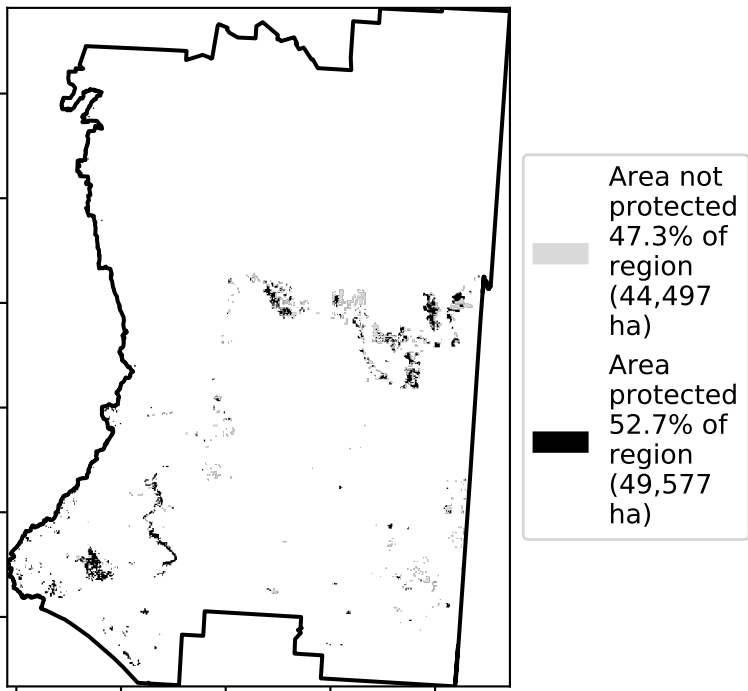 Area not
protected
47.3% of
region
(44,497
ha)
Area
protected
52.7% of
region
(49,577
ha)